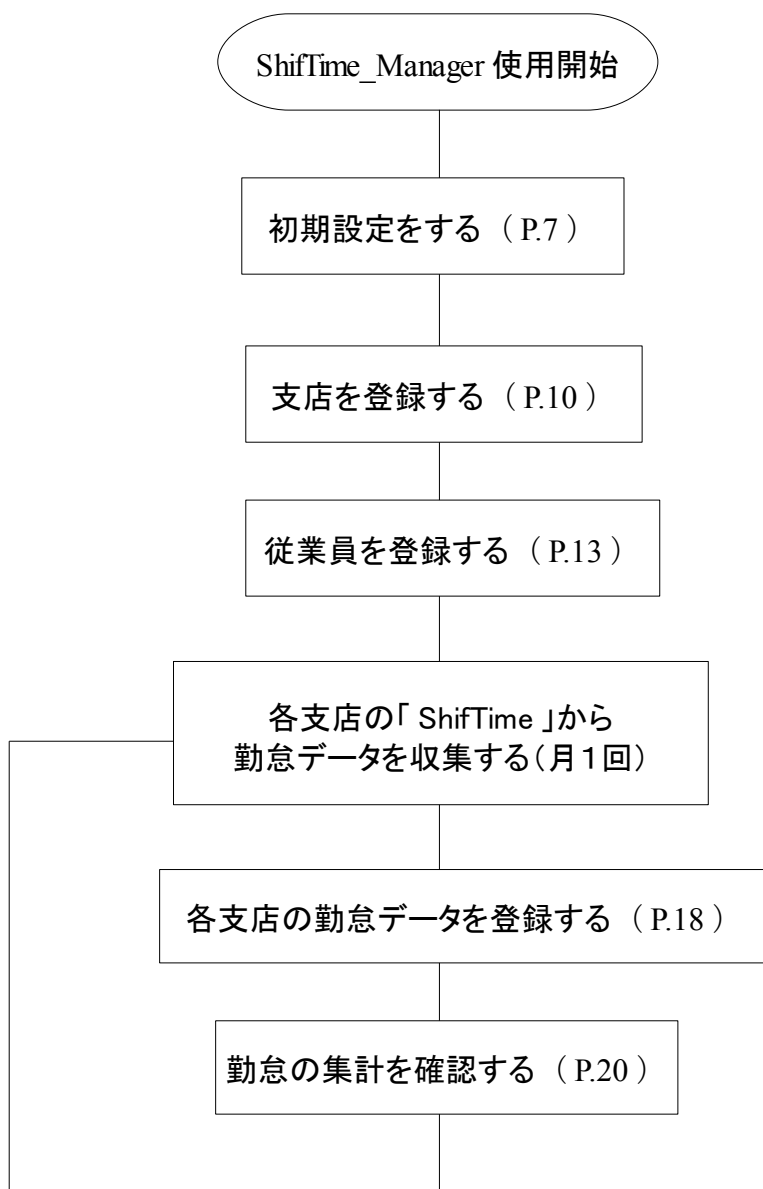 ShifTime_Manager 使用開始
初期設定をする （ P.7 ）
支店を登録する （ P.10 ）
従業員を登録する （ P.13 ）
各支店の「 ShifTime 」から
勤怠データを収集する（月１回）
各支店の勤怠データを登録する （ P.18 ）
勤怠の集計を確認する （ P.20 ）